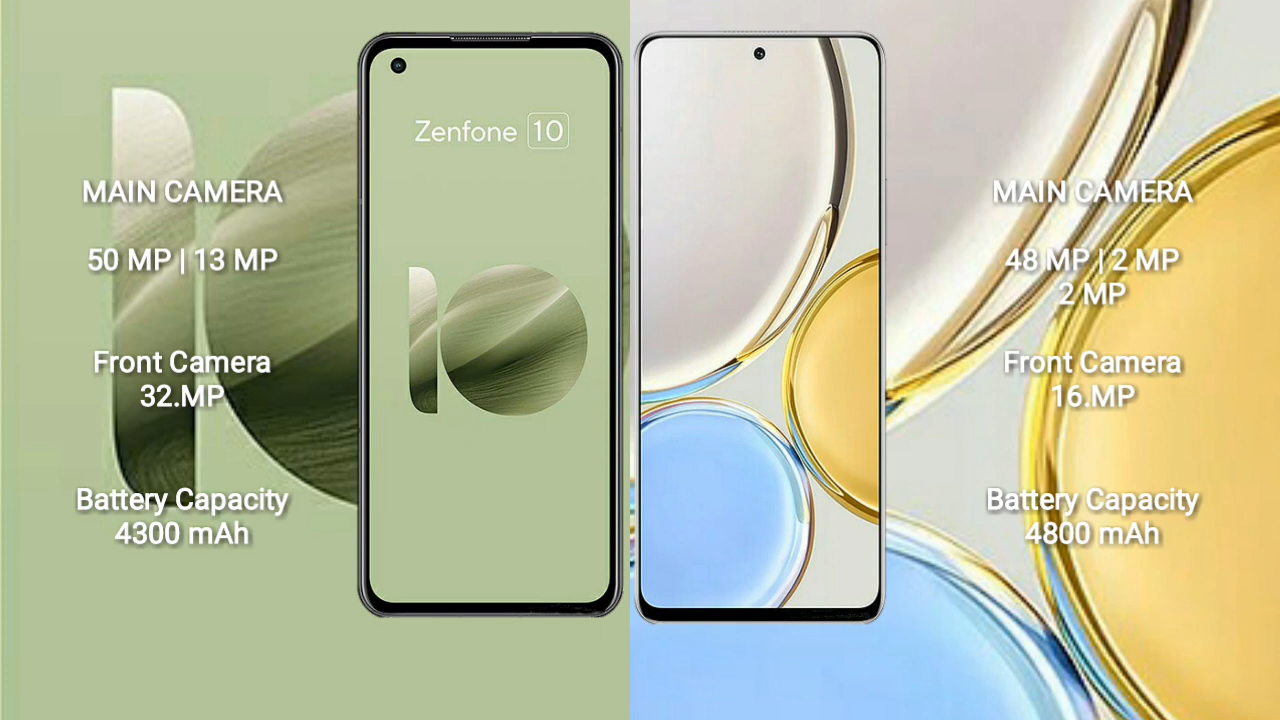 MAIN CAMERA
50 MP | 13 MP
Front Camera
32.MP
Battery Capacity
4300 mAh
Zenfone 10
MAIN CAMERA
48 MP | 2 MP
2 MP
Front Camera
16.MP
Battery Capacity
4800 mAh